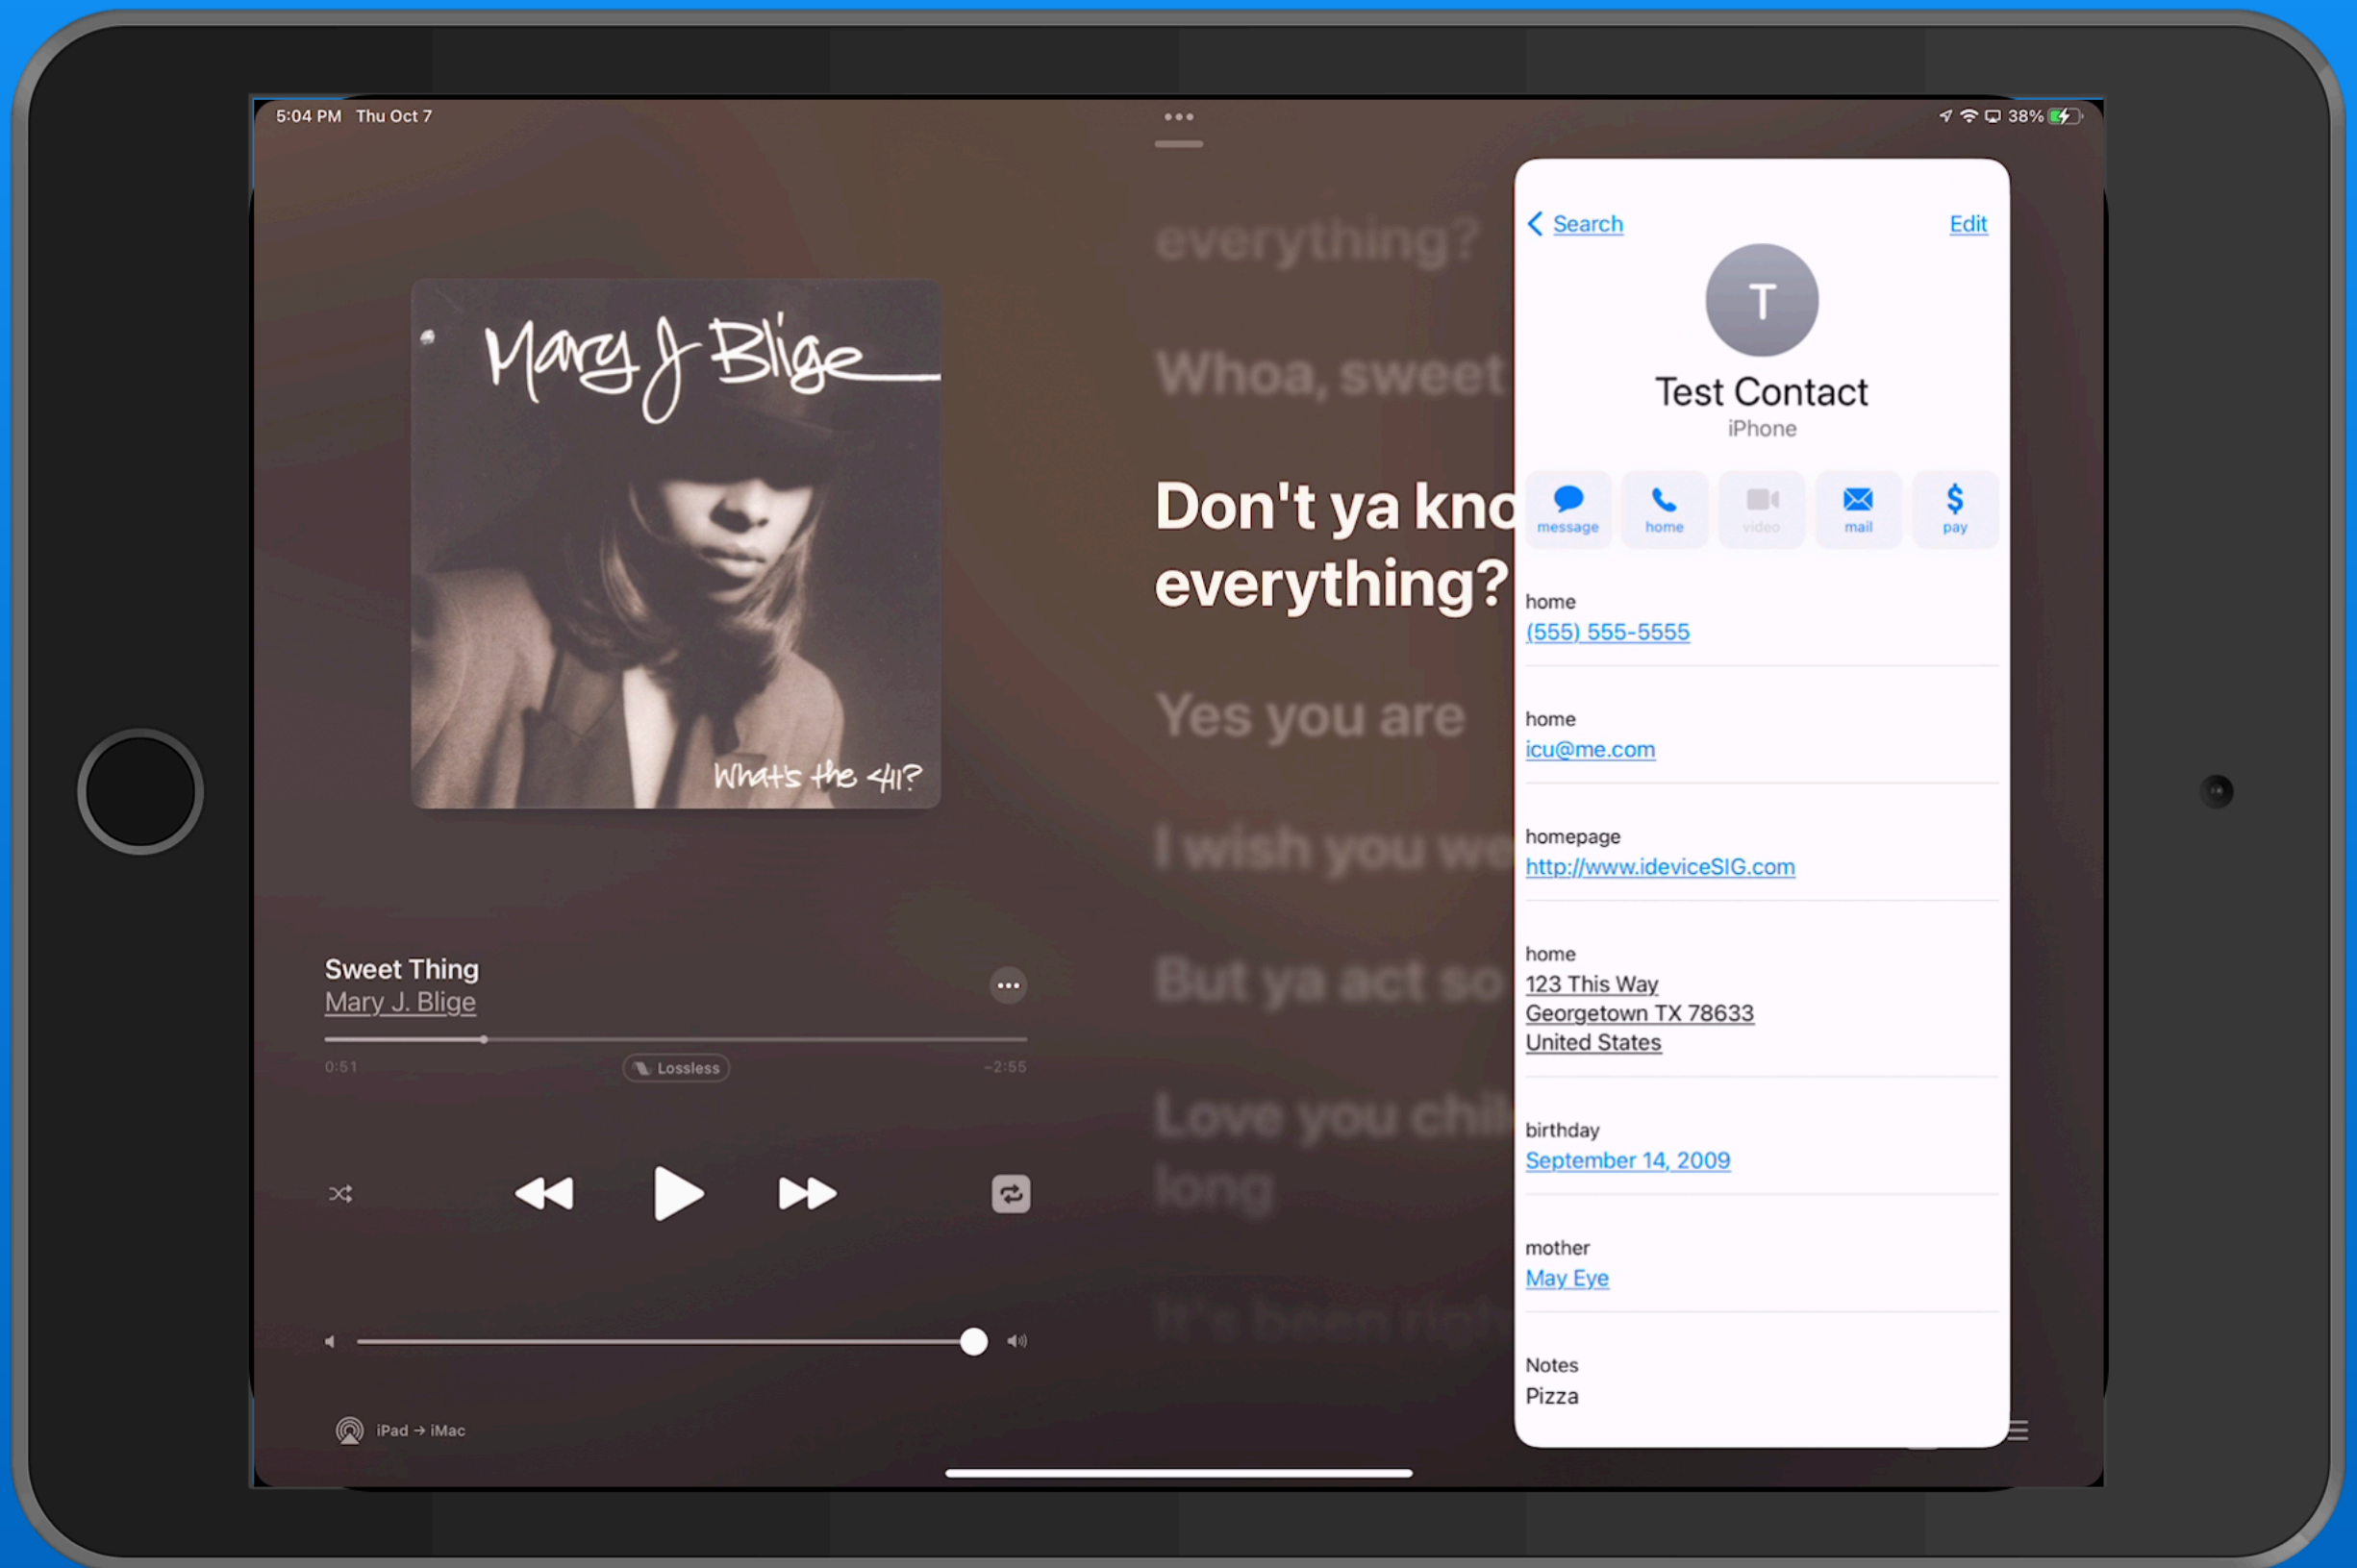 5:04 PM Thu Oct 7
38%
Mary J Blige
What's the 411?
Sweet Thing
Mary J. Blige
0:51
Lossless
-2:55
iPad → iMac
everything?
Whoa, sweet
Don't ya kno
everything?
Yes you are
I wish you we
But ya act so
Love you chil
long
It's been righ
Search
Edit
T
Test Contact
iPhone
message
home
video
mail
pay
home
(555) 555-5555
home
icu@me.com
homepage
http://www.ideviceSIG.com
home
123 This Way
Georgetown TX 78633
United States
birthday
September 14, 2009
mother
May Eye
Notes
Pizza